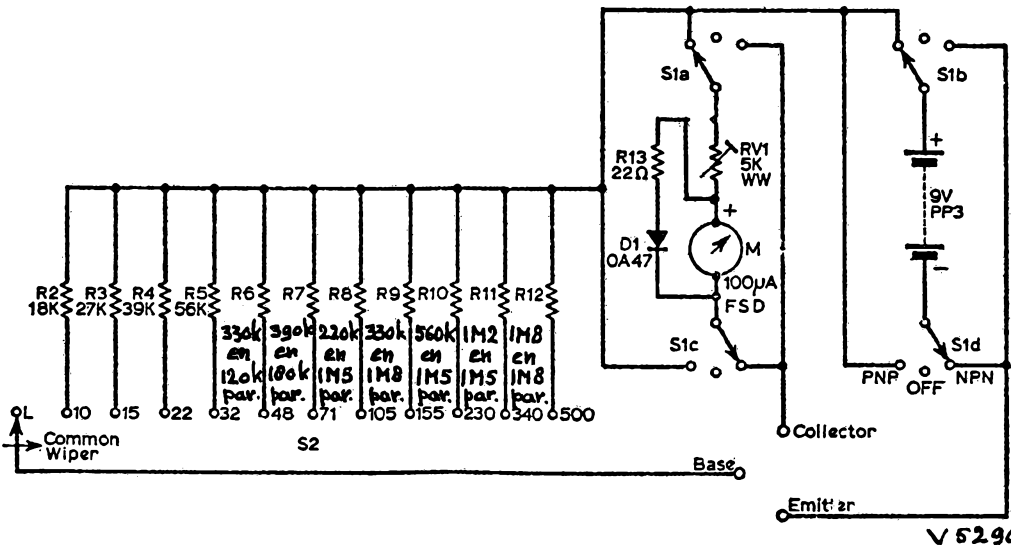 S1a
S1b
R13
22Ω
RV1
5K
WW
+
+
9V
PP3
D1
OA47
M
100µA
FSD
−
R2
18K
R3
27K
R4
39K
R5
56K
R6
330k
en
120k
par.
R7
390k
en
180k
par.
R8
220k
en
1M5
par.
R9
330k
en
1M8
par.
R10
560k
en
1M5
par.
R11
1M2
en
1M5
par.
R12
1M8
en
1M8
par.
S1c
S1d
PNP
OFF
NPN
L
10
15
22
32
48
71
105
155
230
340
500
Common
Wiper
S2
Collector
Base
Emitter
V 5290